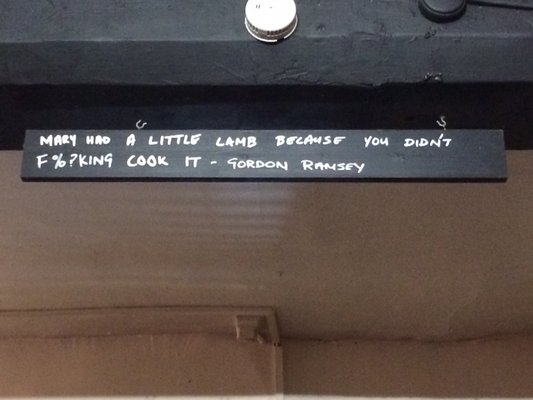 MARY HAD A LITTLE LAMB BECAUSE YOU DIDN'T
F%?KING COOK IT - GORDON RAMSEY